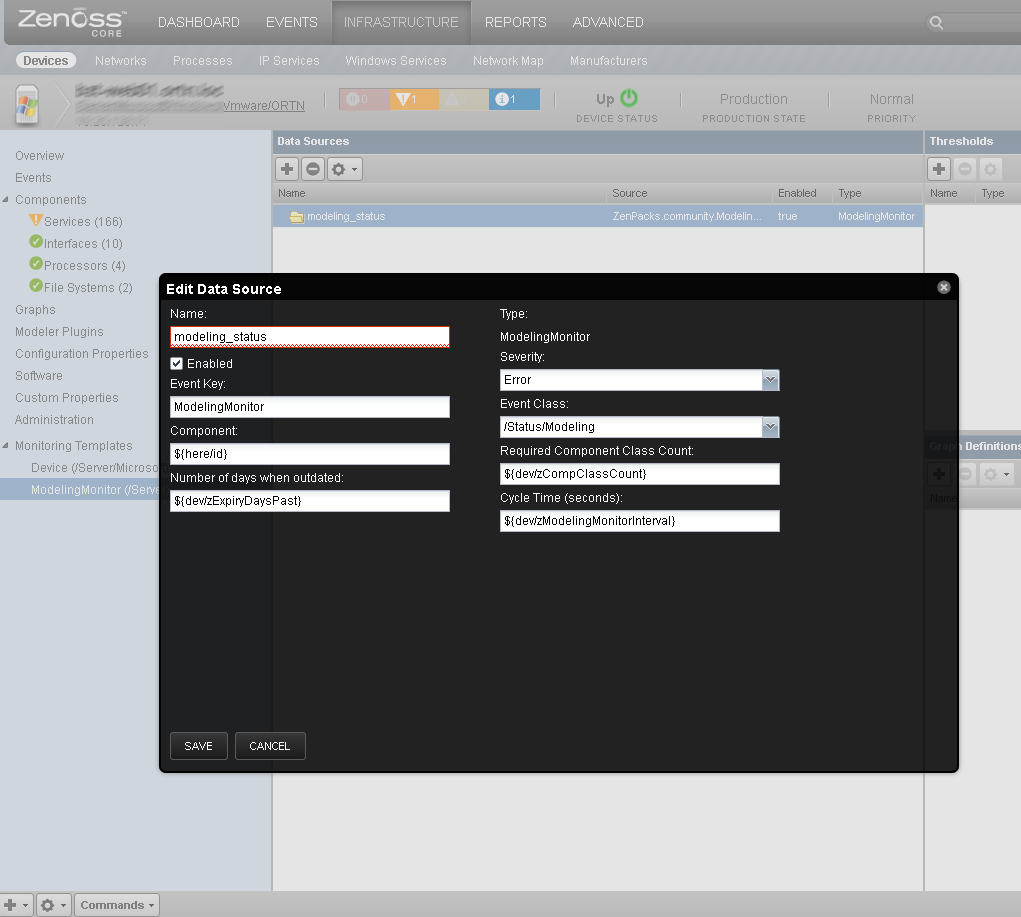 Zenoss CORE
DASHBOARD EVENTS INFRASTRUCTURE REPORTS ADVANCED
Devices Networks Processes IP Services Windows Services Network Map Manufacturers
/Vmware/ORTN
0 1 1
Up
DEVICE STATUS
Production
PRODUCTION STATE
Normal
PRIORITY
Overview
Events
Components
Services (166)
Interfaces (10)
Processors (4)
File Systems (2)
Graphs
Modeler Plugins
Configuration Properties
Software
Custom Properties
Administration
Monitoring Templates
Device (/Server/Microso
ModelingMonitor (/Serve
Data Sources
Name Source Enabled Type
modeling_status ZenPacks.community.Modelin... true ModelingMonitor
Thresholds
Name Type
Graph Definitions
Name
Edit Data Source
Name:
modeling_status
Enabled
Event Key:
ModelingMonitor
Component:
${here/id}
Number of days when outdated:
${dev/zExpiryDaysPast}
Type:
ModelingMonitor
Severity:
Error
Event Class:
/Status/Modeling
Required Component Class Count:
${dev/zCompClassCount}
Cycle Time (seconds):
${dev/zModelingMonitorInterval}
SAVE CANCEL
Commands